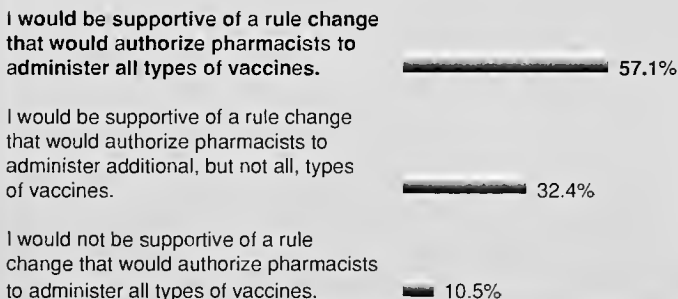 I would be supportive of a rule change
that would authorize pharmacists to
administer all types of vaccines.
57.1%
I would be supportive of a rule change
that would authorize pharmacists to
administer additional, but not all, types
of vaccines.
32.4%
I would not be supportive of a rule
change that would authorize pharmacists
to administer all types of vaccines.
10.5%